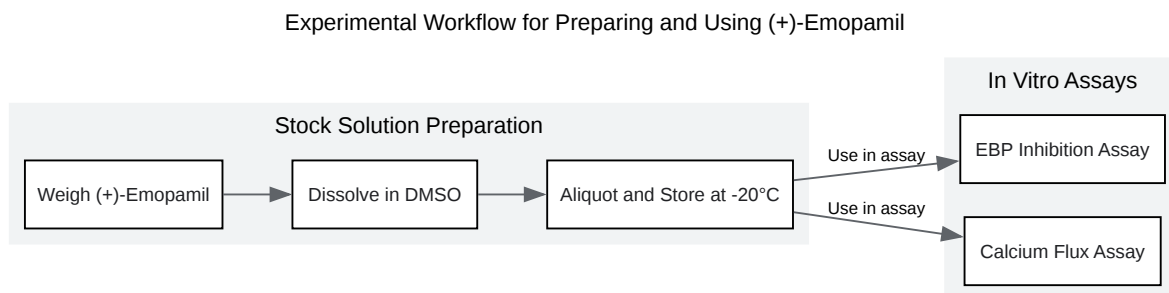 Experimental Workflow for Preparing and Using (+)-Emopamil
In Vitro Assays
Stock Solution Preparation
Weigh (+)-Emopamil
Dissolve in DMSO
Aliquot and Store at -20°C
Use in assay
EBP Inhibition Assay
Use in assay
Calcium Flux Assay